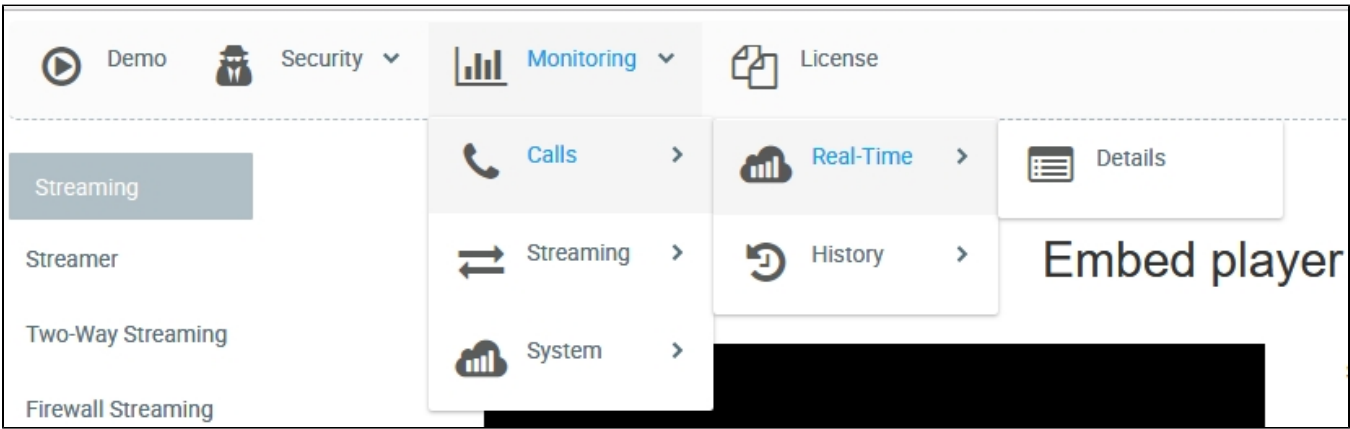 Demo Security Monitoring License
Calls Real-Time Details
Streaming
Streamer Streaming History Embed player
Two-Way Streaming
System
Firewall Streaming